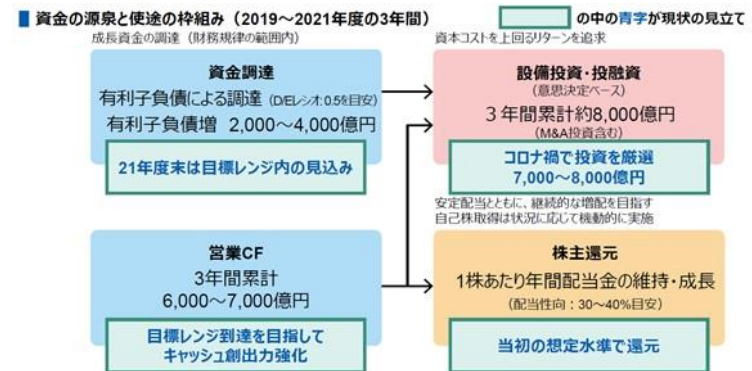 ■ 資金の源泉と使途の枠組み（2019～2021年度の3年間）
の中の青字が現状の見立て
成長資金の調達（財務規律の範囲内）
資金調達
有利子負債による調達（D/Eレシオ:0.5を目安）
有利子負債増　2,000～4,000億円
21年度末は目標レンジ内の見込み
資本コストを上回るリターンを追求
設備投資・投融資
（意思決定ベース）
３年間累計約8,000億円
（M&A投資含む）
コロナ禍で投資を厳選
7,000～8,000億円
営業CF
3年間累計
6,000～7,000億円
目標レンジ到達を目指して
キャッシュ創出力強化
安定配当とともに、継続的な増配を目指す
自己株取得は状況に応じて機動的に実施
株主還元
1株あたり年間配当金の維持・成長
（配当性向：30～40%目安）
当初の想定水準で還元